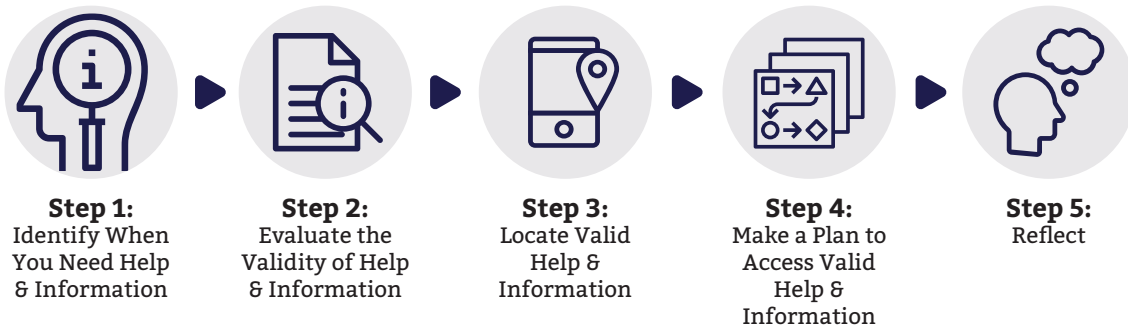 i
i
Step 1:
Identify When
You Need Help
& Information
Step 2:
Evaluate the
Validity of Help
& Information
Step 3:
Locate Valid
Help &
Information
Step 4:
Make a Plan to
Access Valid
Help &
Information
Step 5:
Reflect